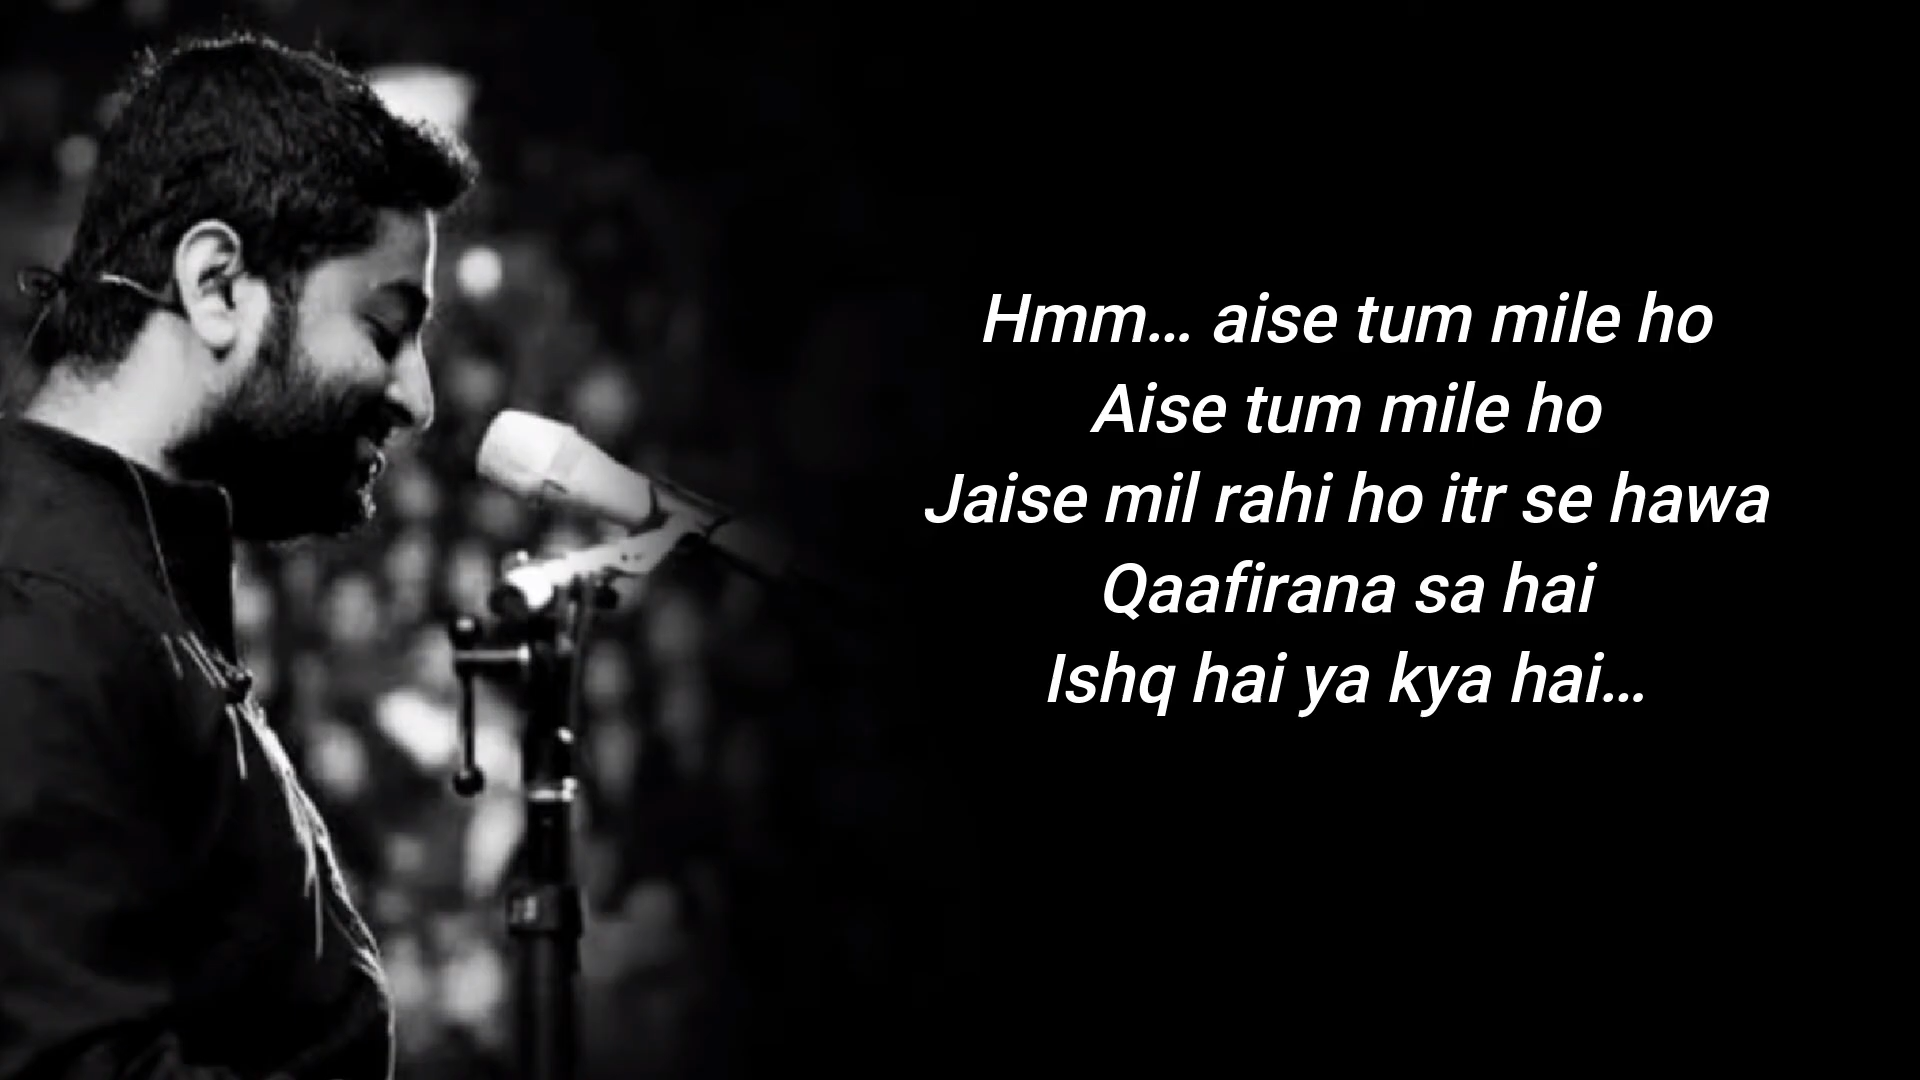 Hmm... aise tum mile ho
Aise tum mile ho
Jaise mil rahi ho itr se hawa
Qaafirana sa hai
Ishq hai ya kya hai...